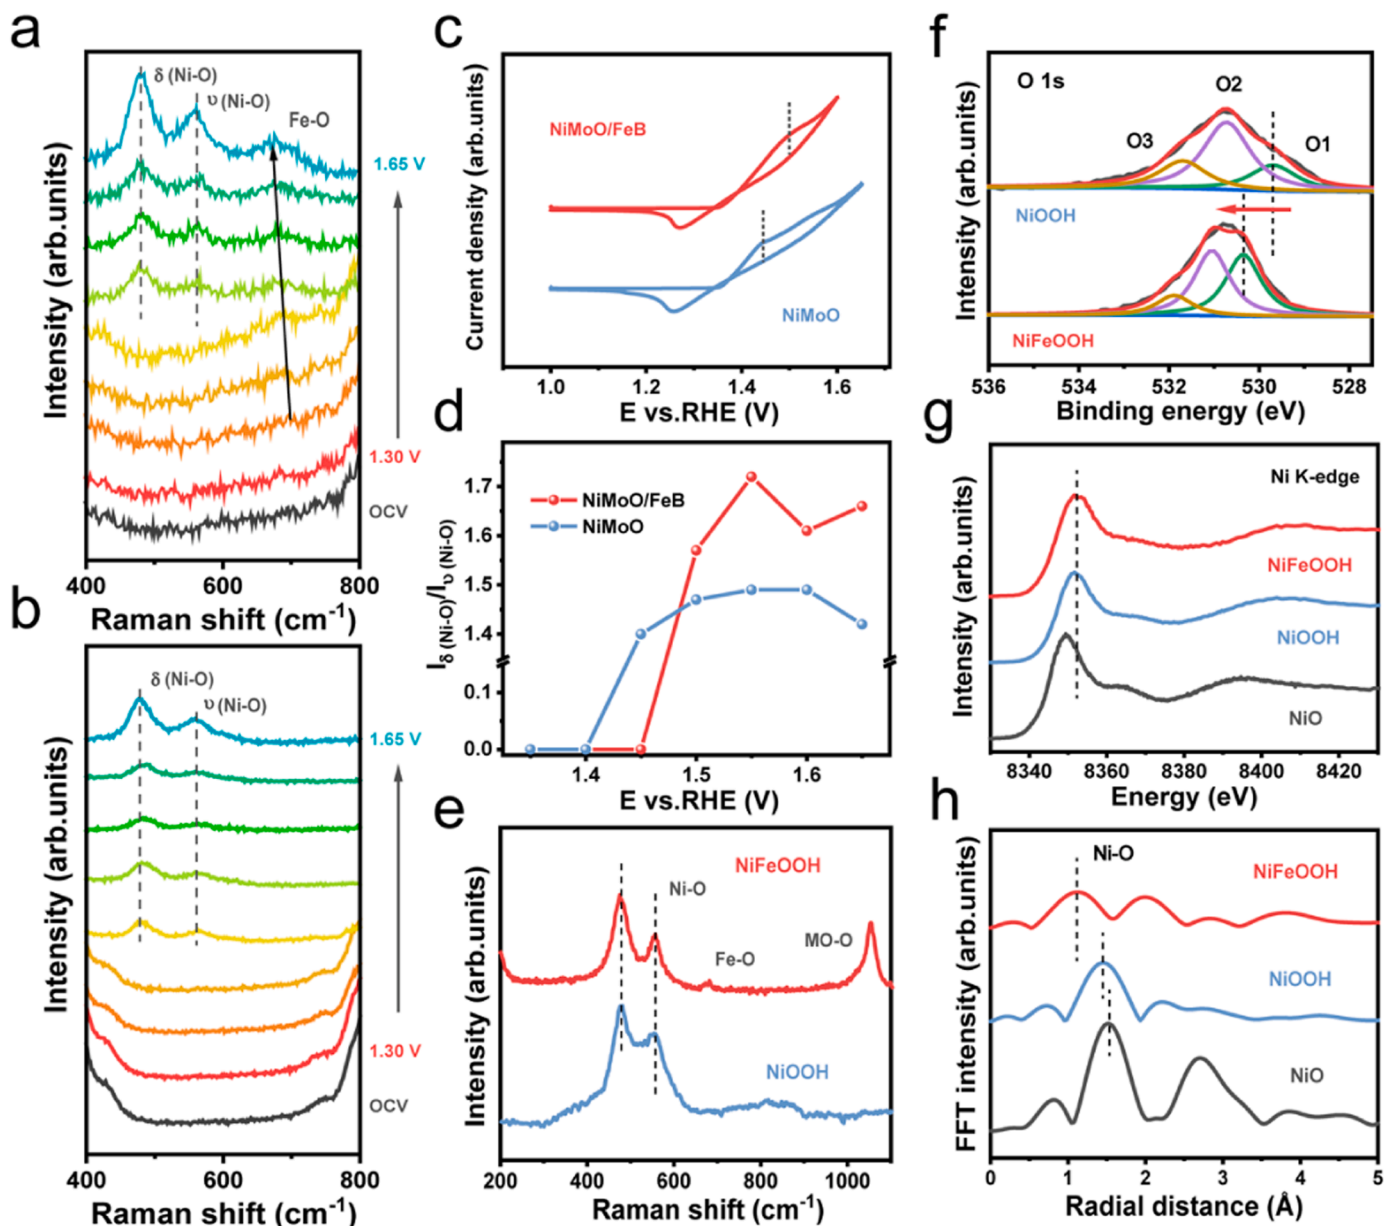 a
δ (Ni-O)
υ (Ni-O)
Fe-O
1.65 V
1.30 V
OCV
Intensity (arb.units)
400 600 800
Raman shift (cm⁻¹)
b
δ (Ni-O)
υ (Ni-O)
1.65 V
1.30 V
OCV
Intensity (arb.units)
400 600 800
Raman shift (cm⁻¹)
c
NiMoO/FeB
NiMoO
Current density (arb.units)
1.0 1.2 1.4 1.6
E vs.RHE (V)
d
NiMoO/FeB
NiMoO
I δ (Ni-O)/I υ (Ni-O)
1.7
1.6
1.5
1.4
0.1
0.0
1.4 1.5 1.6
E vs.RHE (V)
e
NiFeOOH
Ni-O
Fe-O
MO-O
NiOOH
Intensity (arb.units)
200 400 600 800 1000
Raman shift (cm⁻¹)
f
O 1s
O2
O3
O1
NiOOH
NiFeOOH
Intensity (arb.units)
536 534 532 530 528
Binding energy (eV)
g
Ni K-edge
NiFeOOH
NiOOH
NiO
Intensity (arb.units)
8340 8360 8380 8400 8420
Energy (eV)
h
Ni-O
NiFeOOH
NiOOH
NiO
FFT intensity (arb.units)
0 1 2 3 4 5
Radial distance (Å)